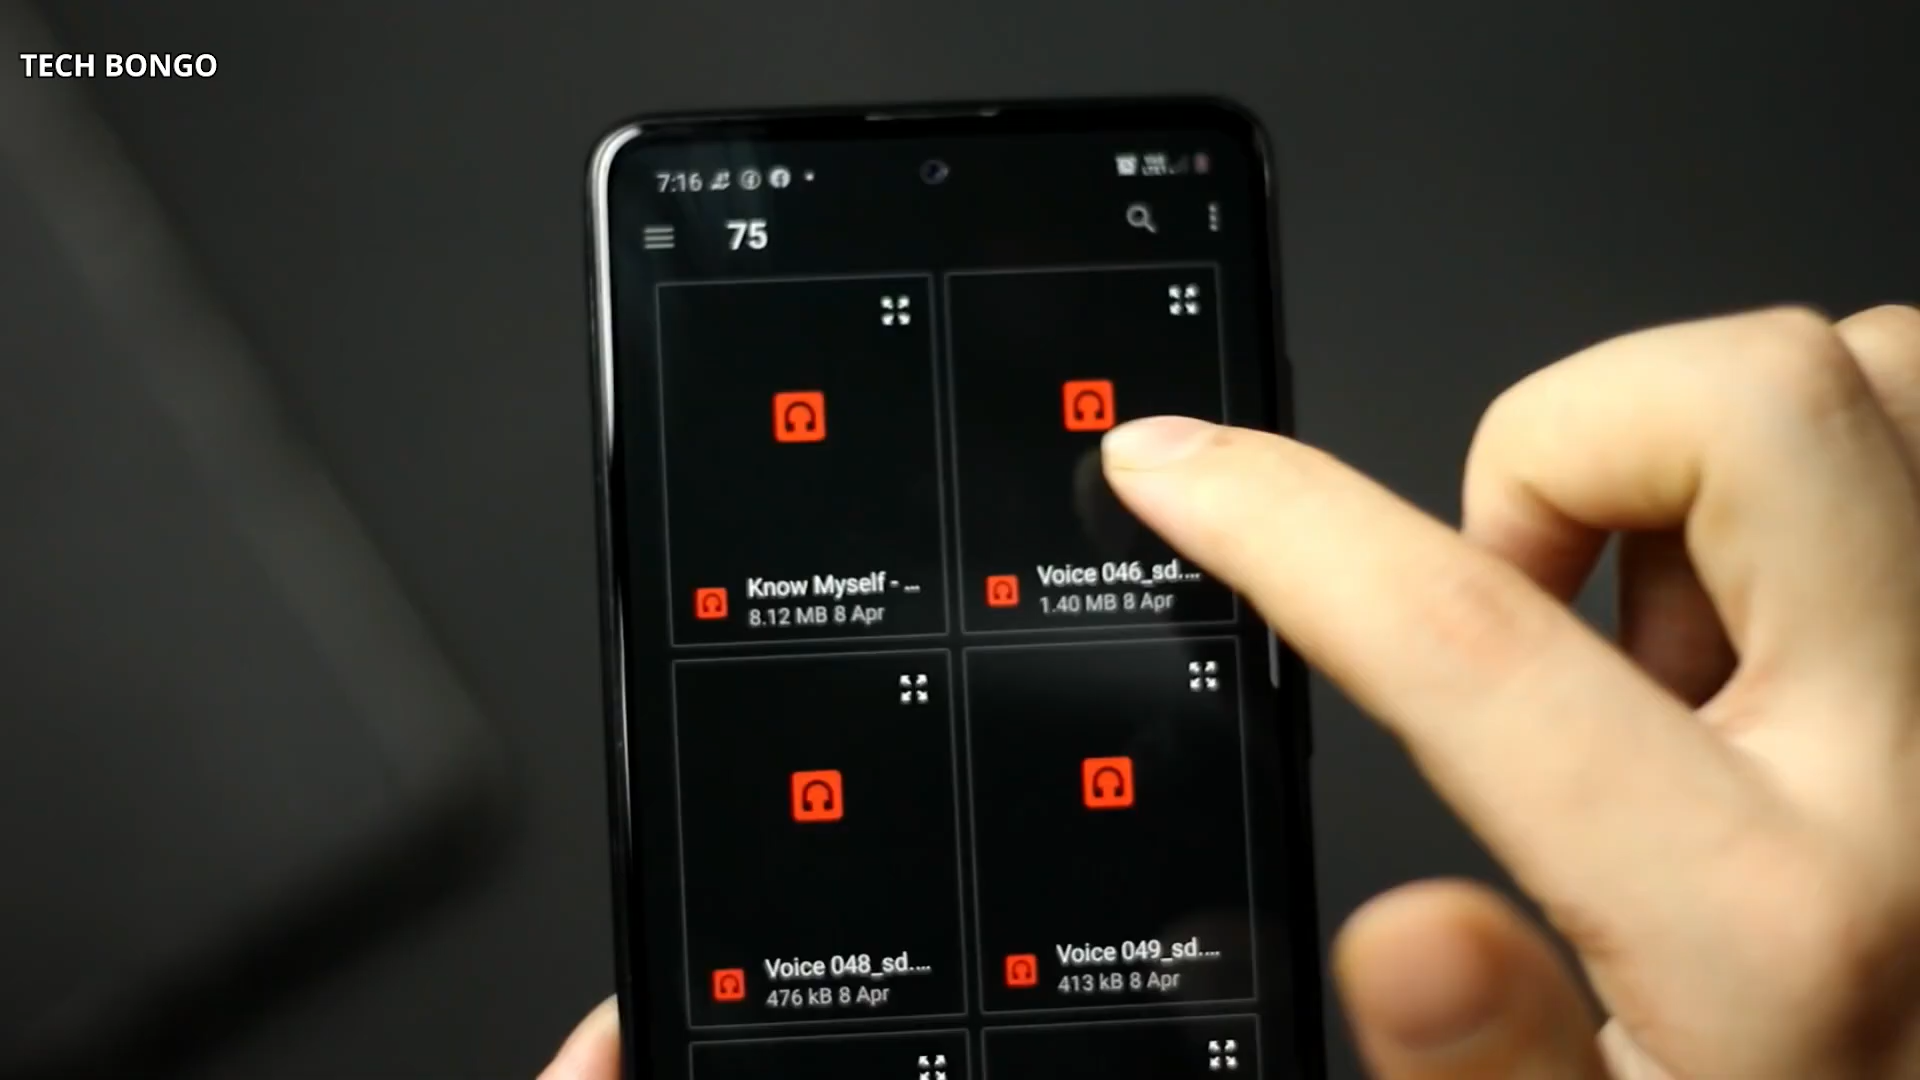 TECH BONGO
7:16
75
Know Myself - ...
8.12 MB 8 Apr
Voice 046_sd....
1.40 MB 8 Apr
Voice 048_sd....
476 kB 8 Apr
Voice 049_sd....
413 kB 8 Apr